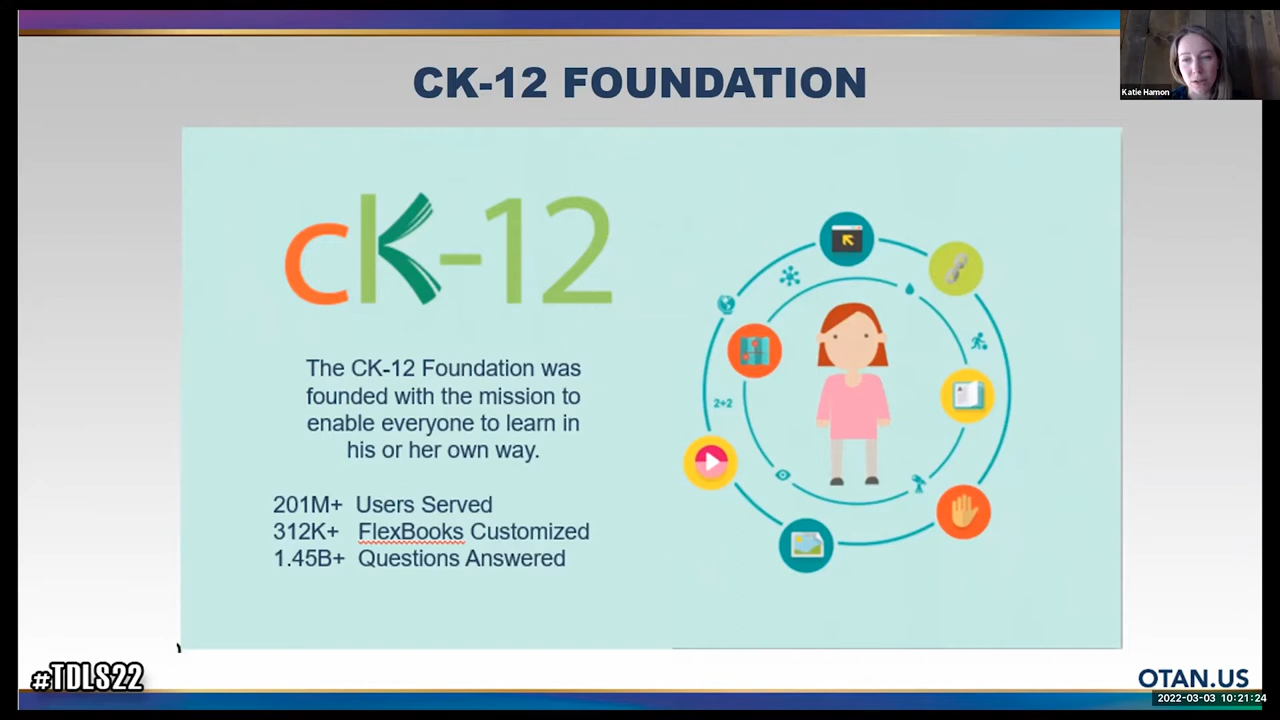 CK-12 FOUNDATION
Katie Hamon
cK-12
The CK-12 Foundation was
founded with the mission to
enable everyone to learn in
his or her own way.
201M+ Users Served
312K+ FlexBooks Customized
1.45B+ Questions Answered
2+2
#TDLS22
OTAN.US
2022-03-03 10:21:24